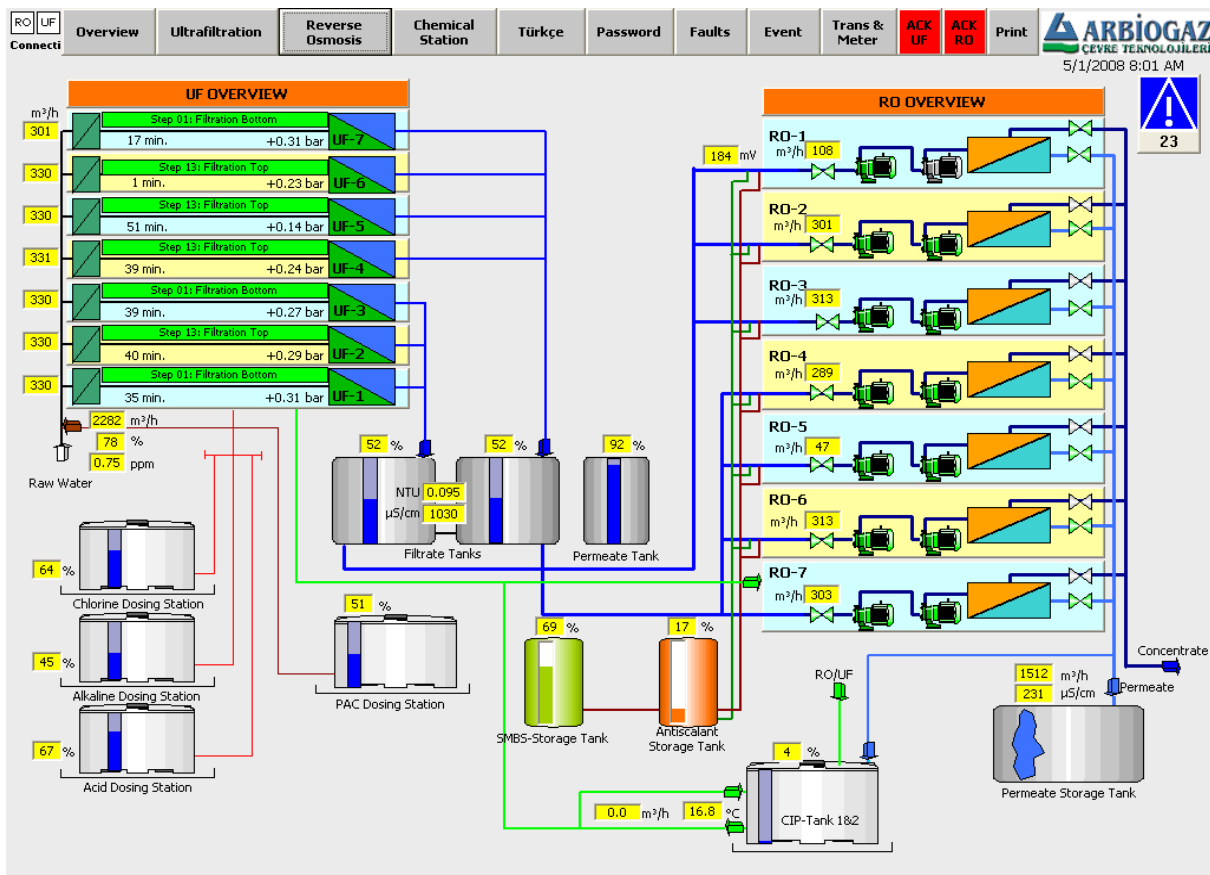 RO UF
Connecti
Overview
Ultrafiltration
Reverse
Osmosis
Chemical
Station
Türkçe
Password
Faults
Event
Trans &
Meter
ACK
UF
ACK
RO
Print
ARBİOGAZ
ÇEVRE TEKNOLOJİLERİ
5/1/2008 8:01 AM
23
UF OVERVIEW
m³/h
301
Step 01: Filtration Bottom
17 min. +0.31 bar UF-7
330
Step 13: Filtration Top
1 min. +0.23 bar UF-6
330
Step 13: Filtration Top
51 min. +0.14 bar UF-5
331
Step 13: Filtration Top
39 min. +0.24 bar UF-4
330
Step 01: Filtration Bottom
39 min. +0.27 bar UF-3
330
Step 13: Filtration Top
40 min. +0.29 bar UF-2
330
Step 01: Filtration Bottom
35 min. +0.31 bar UF-1
2282 m³/h
78 %
0.75 ppm
Raw Water
RO OVERVIEW
184 mV
RO-1
m³/h 108
RO-2
m³/h 301
RO-3
m³/h 313
RO-4
m³/h 289
RO-5
m³/h 47
RO-6
m³/h 313
RO-7
m³/h 303
52 %
52 %
92 %
NTU 0.095
µS/cm 1030
Filtrate Tanks
Permeate Tank
64 %
Chlorine Dosing Station
45 %
Alkaline Dosing Station
67 %
Acid Dosing Station
51 %
PAC Dosing Station
69 %
SMBS-Storage Tank
17 %
Antiscalant
Storage Tank
RO/UF
4 %
0.0 m³/h 16.8 °C
CIP-Tank 1&2
Concentrate
1512 m³/h
231 µS/cm
Permeate
Permeate Storage Tank